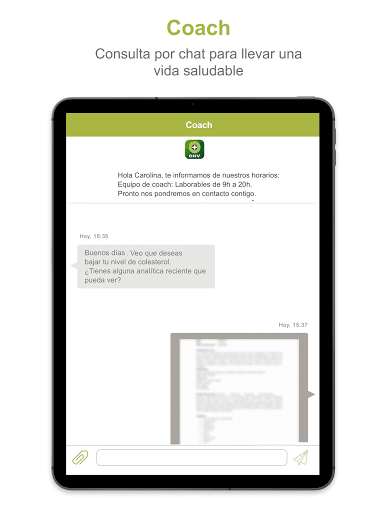 Coach
Consulta por chat para llevar una
vida saludable
Coach
DKV
Hola Carolina, te informamos de nuestros horarios:
Equipo de coach: Laborables de 9h a 20h.
Pronto nos pondremos en contacto contigo.
Hoy, 15:35
Buenos días. Veo que deseas
bajar tu nivel de colesterol.
¿Tienes alguna analítica reciente que
pueda ver?
Hoy, 15:37